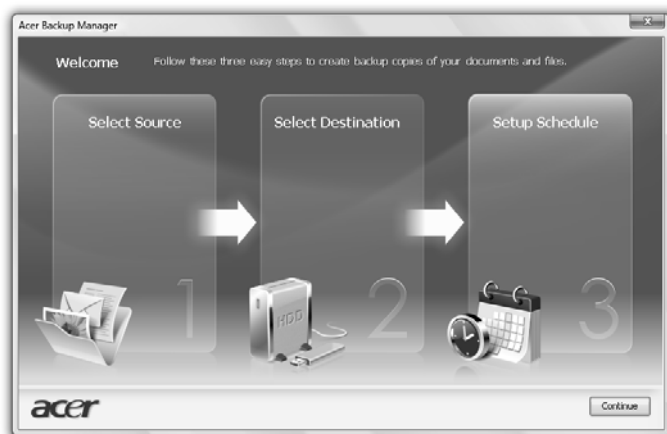 Acer Backup Manager
Welcome Follow these three easy steps to create backup copies of your documents and files.
Select Source
Select Destination
Setup Schedule
1
HDD
2
3
acer
Continue